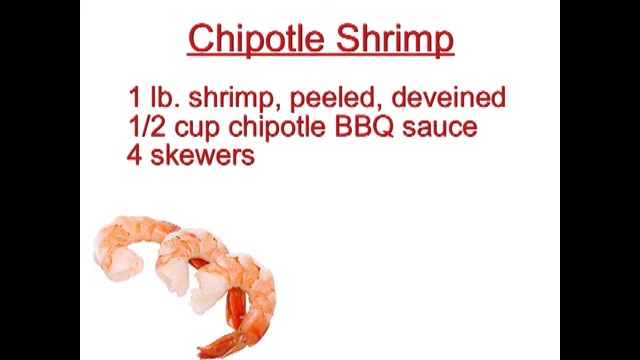 Chipotle Shrimp
1 lb. shrimp, peeled, deveined
1/2 cup chipotle BBQ sauce
4 skewers